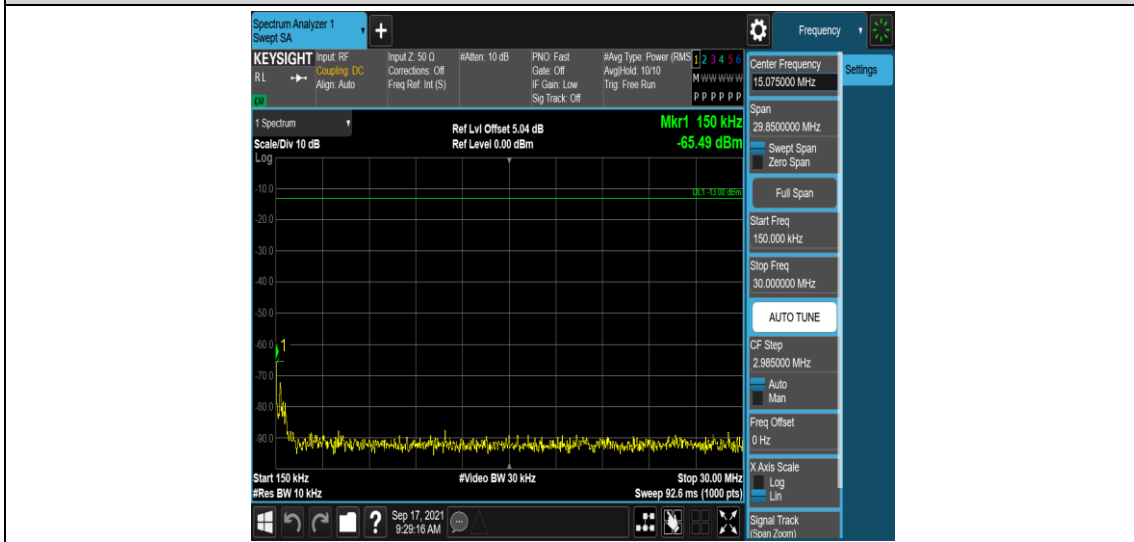 Spectrum Analyzer 1
Swept SA
+
Frequency
KEYSIGHT
RL
LXI
Input: RF
Coupling: DC
Align: Auto
Input Z: 50 Ω
Corrections: Off
Freq Ref: Int (S)
#Atten: 10 dB
PNO: Fast
Gate: Off
IF Gain: Low
Sig Track: Off
#Avg Type: Power (RMS
Avg|Hold: 10/10
Trig: Free Run
1 2 3 4 5 6
M W W W W W
P P P P P P
1 Spectrum
Scale/Div 10 dB
Log
Ref Lvl Offset 5.04 dB
Ref Level 0.00 dBm
Mkr1 150 kHz
-65.49 dBm
DL1 -13.00 dBm
-10.0
-20.0
-30.0
-40.0
-50.0
-60.0
-70.0
-80.0
-90.0
1
Start 150 kHz
#Res BW 10 kHz
#Video BW 30 kHz
Stop 30.00 MHz
Sweep 92.6 ms (1000 pts)
Center Frequency
15.075000 MHz
Settings
Span
29.8500000 MHz
Swept Span
Zero Span
Full Span
Start Freq
150.000 kHz
Stop Freq
30.000000 MHz
AUTO TUNE
CF Step
2.985000 MHz
Auto
Man
Freq Offset
0 Hz
X Axis Scale
Log
Lin
Signal Track
(Span Zoom)
?
Sep 17, 2021
9:29:16 AM